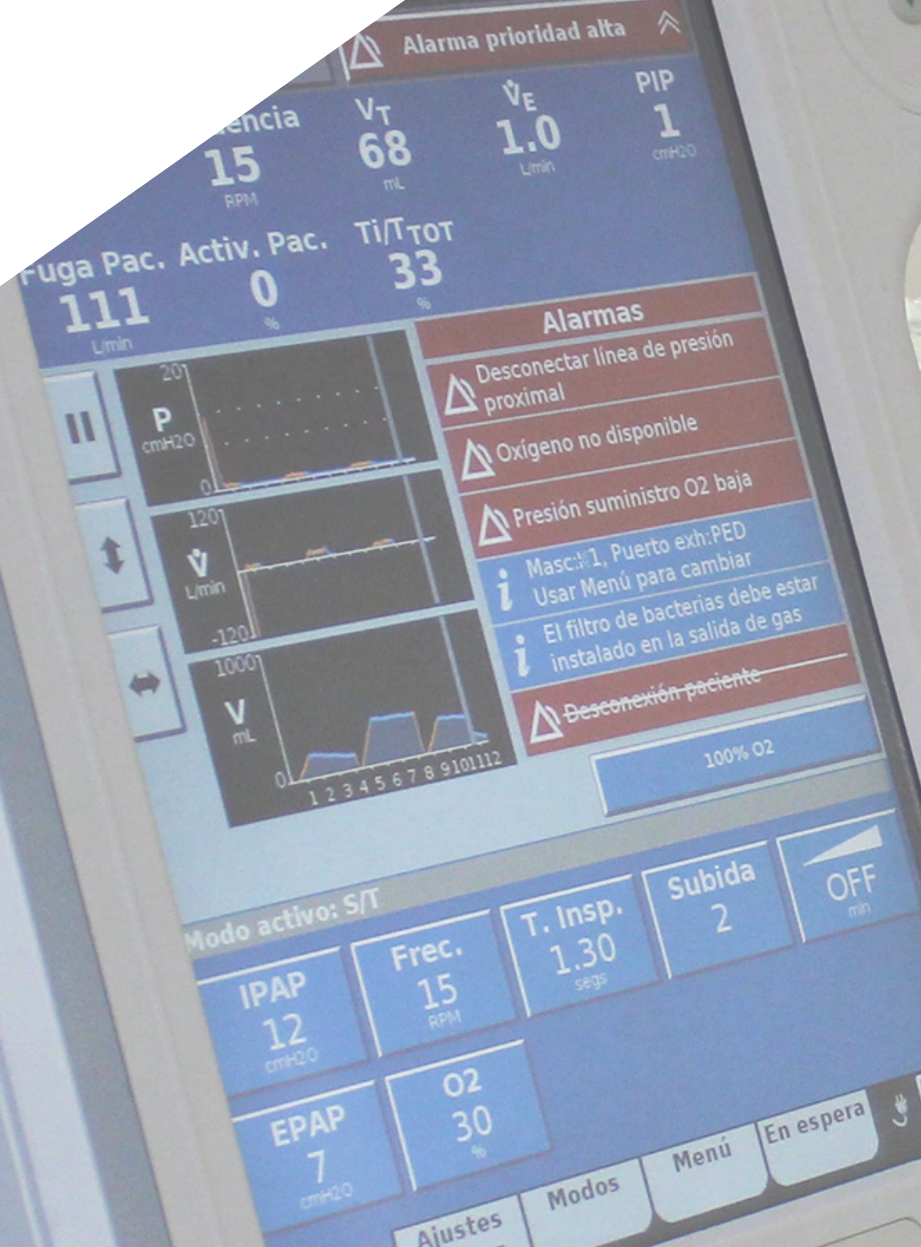 Alarma prioridad alta
VT
V̇E
PIP
15
68
1.0
1
RPM
mL
L/min
cmH2O
Fuga Pac.
Activ. Pac.
Ti/TTOT
111
0
33
L/min
%
%
Alarmas
Desconectar línea de presión
proximal
Oxígeno no disponible
Presión suministro O2 baja
Puerto exh:PED
Usar Menú para cambiar
El filtro de bacterias debe estar
instalado en la salida de gas
Desconexión paciente
100% O2
20
P
cmH2O
0
120
V̇
L/min
-120
1000
V
mL
0
1 2 3 4 5 6 7 8 9 10 11 12
Modo activo: S/T
IPAP
12
cmH2O
Frec.
15
RPM
T. Insp.
1.30
segs
Subida
2
OFF
min
EPAP
7
cmH2O
O2
30
%
Ajustes
Modos
Menú
En espera